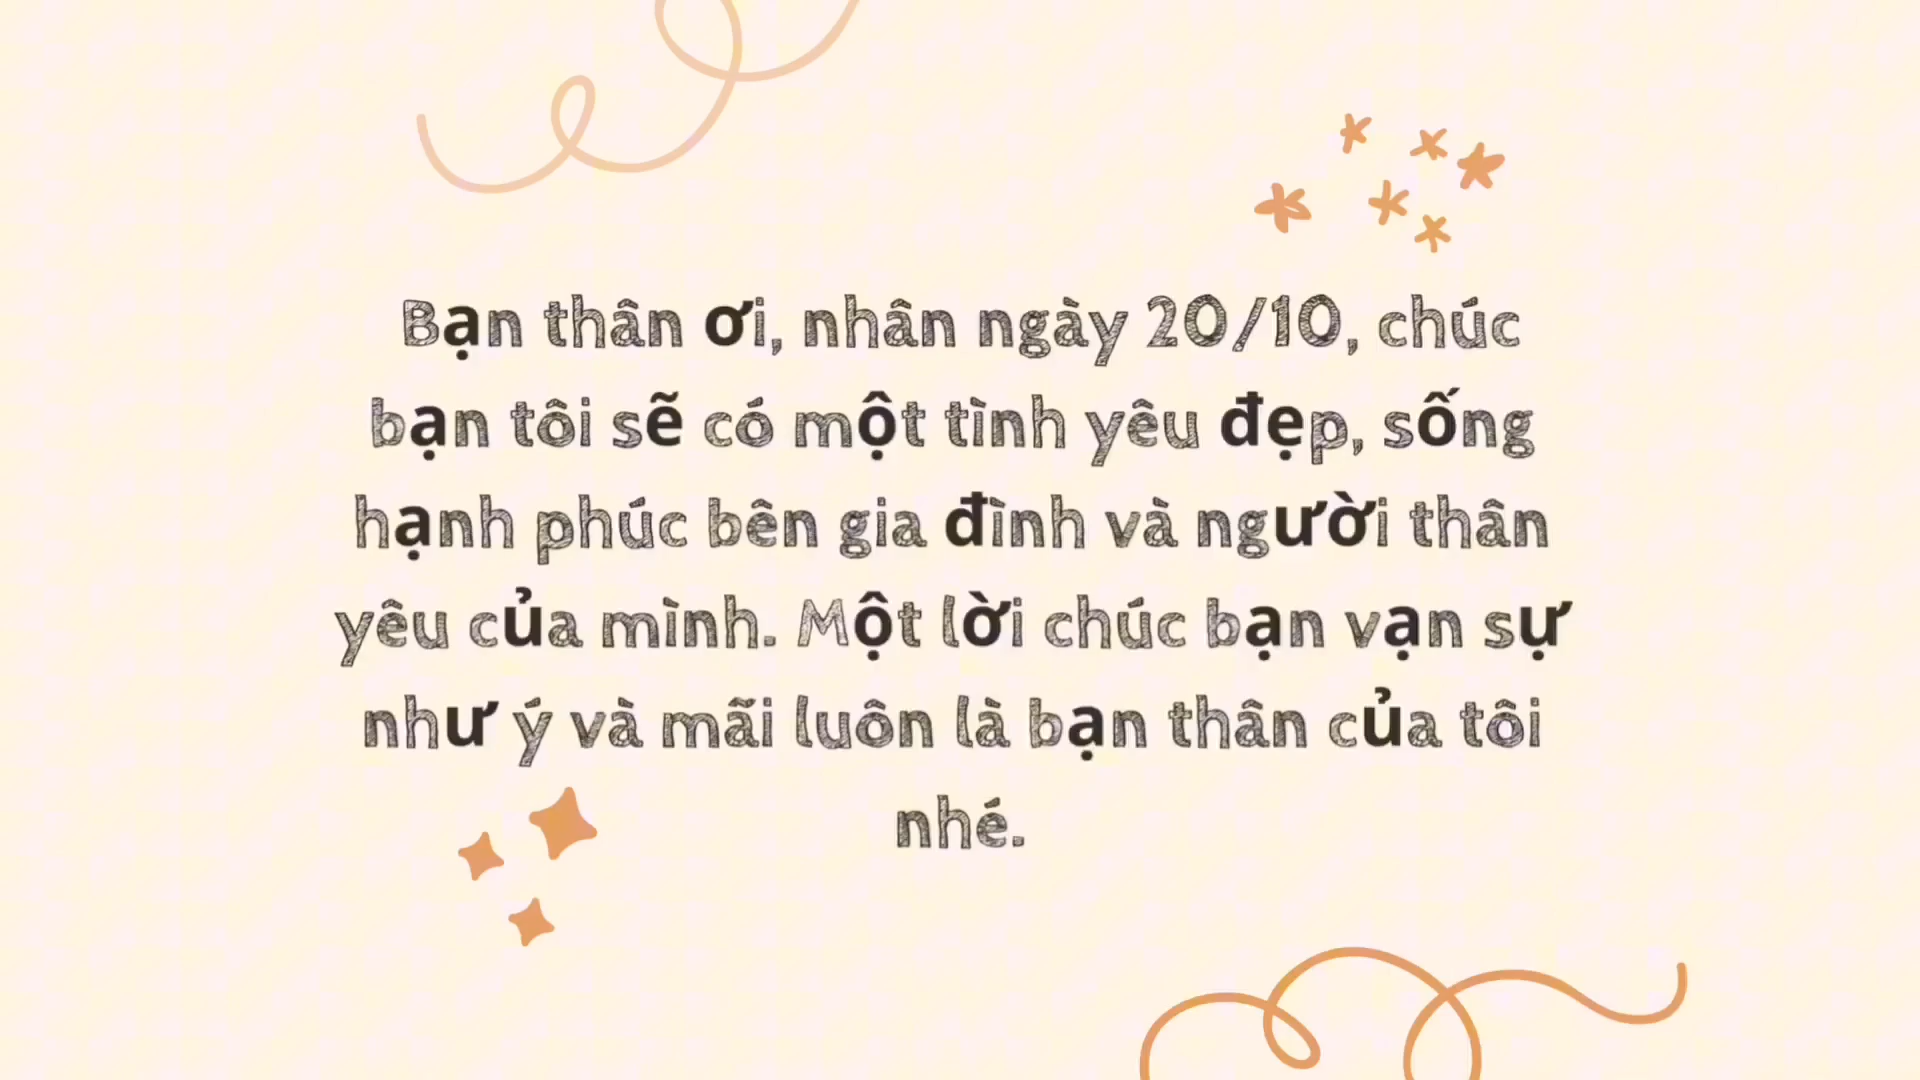 Bạn thân ơi, nhân ngày 20/10, chúc
bạn tôi sẽ có một tình yêu đẹp, sống
hạnh phúc bên gia đình và người thân
yêu của mình. Một lời chúc bạn vạn sự
như ý và mãi luôn là bạn thân của tôi
nhé.